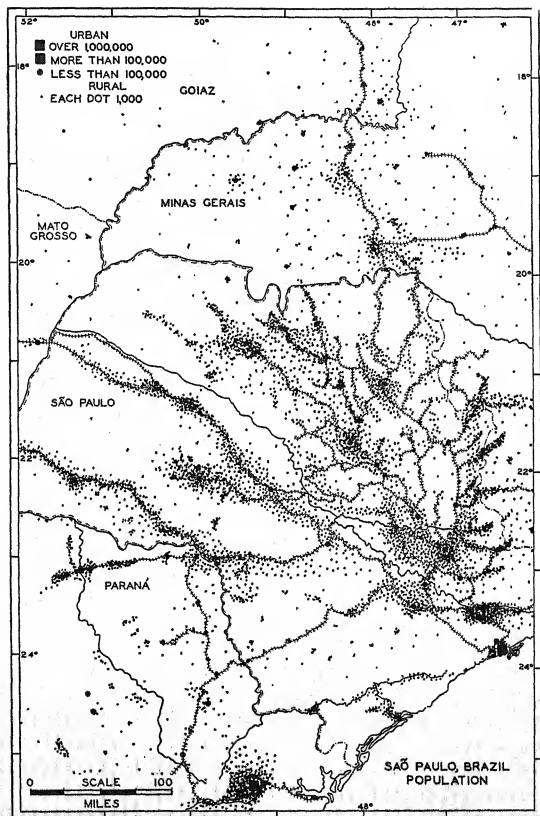 52°
50°
48°
47°
URBAN
OVER 1,000,000
MORE THAN 100,000
LESS THAN 100,000
RURAL
EACH DOT 1,000
18°
18°
GOIAZ
MINAS GERAIS
MATO
GROSSO
20°
20°
SÃO PAULO
22°
22°
PARANÁ
24°
24°
SCALE
0 100
MILES
SAÕ PAULO, BRAZIL
POPULATION
48°